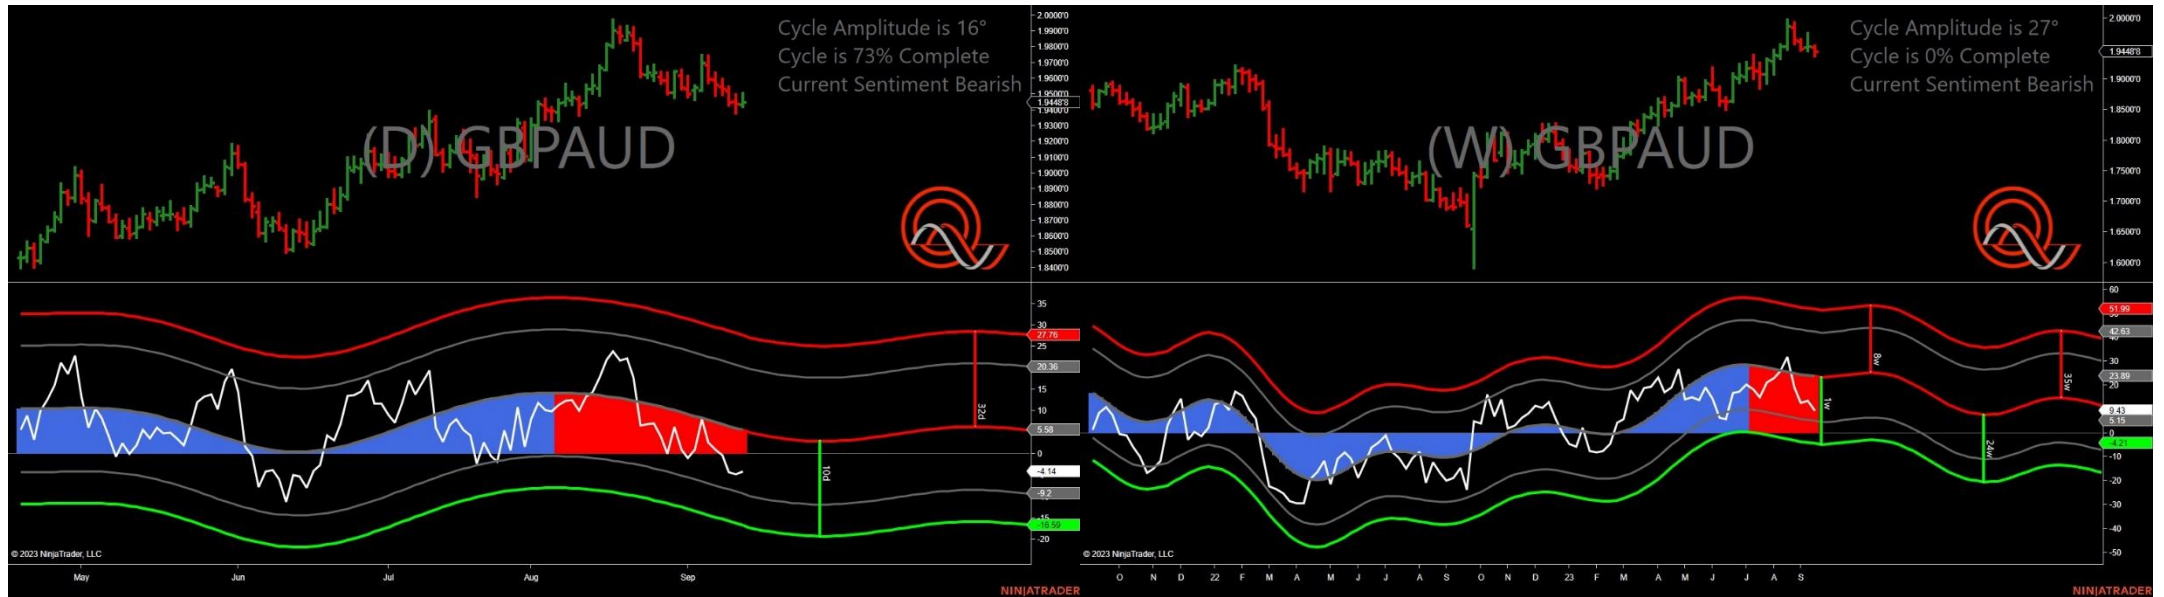 Cycle Amplitude is 16°
Cycle is 73% Complete
Current Sentiment Bearish
(D) GBPAUD
2.0000'0
1.9900'0
1.9800'0
1.9700'0
1.9600'0
1.9500'0
1.9448'8
1.9400'0
1.9300'0
1.9200'0
1.9100'0
1.9000'0
1.8900'0
1.8800'0
1.8700'0
1.8600'0
1.8500'0
1.8400'0
35
30
27.76
25
20.36
15
10
5.58
0
-4.14
-9.2
-15
-16.59
-20
32d
10d
© 2023 NinjaTrader, LLC
May Jun Jul Aug Sep
NINJATRADER
Cycle Amplitude is 27°
Cycle is 0% Complete
Current Sentiment Bearish
(W) GBPAUD
2.0000'0
1.9448'8
1.9000'0
1.8500'0
1.8000'0
1.7500'0
1.7000'0
1.6500'0
1.6000'0
60
51.99
42.63
40
30
23.89
20
9.43
5.15
0
-4.21
-10
-20
-30
-40
-50
8w
35w
1w
24w
© 2023 NinjaTrader, LLC
O N D 22 F M A M J J A S O N D 23 F M A M J J A S
NINJATRADER